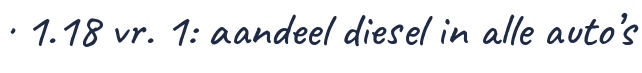 · 1.18 vr. 1: aandeel diesel in alle auto's